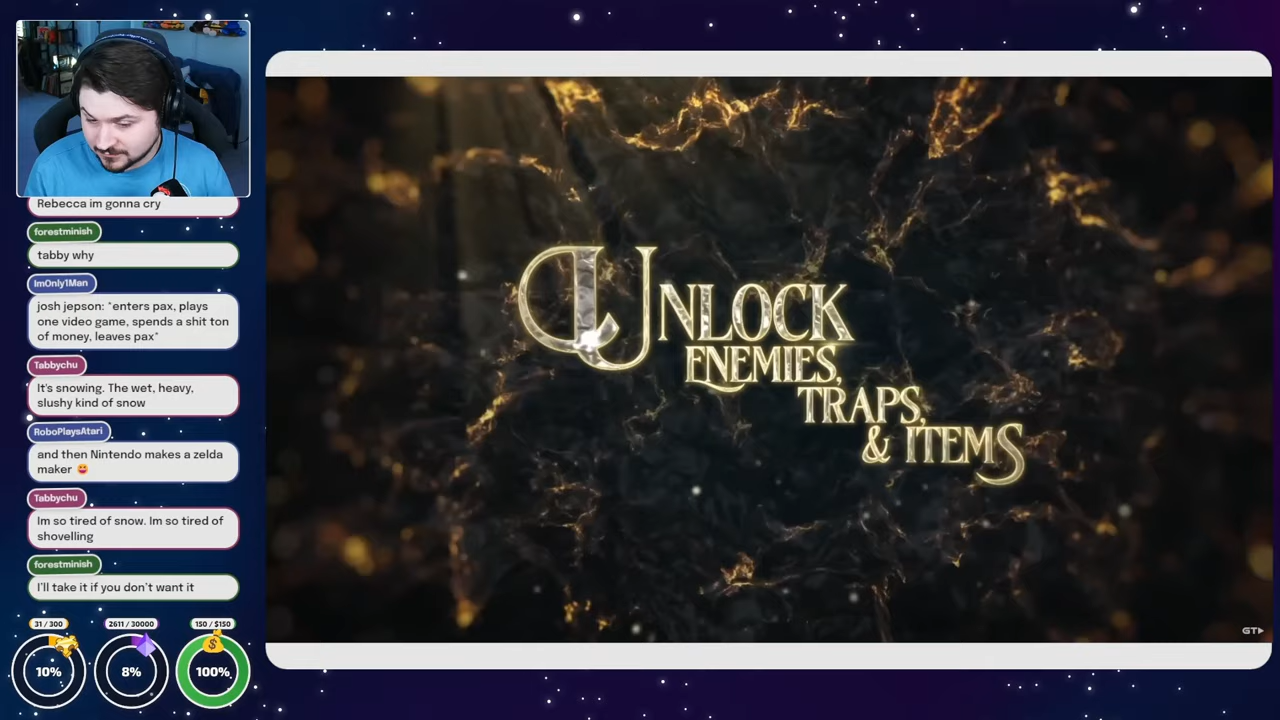 Rebecca im gonna cry
forestminish
tabby why
ImOnly1Man
josh jepson: *enters pax, plays
one video game, spends a shit ton
of money, leaves pax*
Tabbychu
It's snowing. The wet, heavy,
slushy kind of snow
RoboPlaysAtari
and then Nintendo makes a zelda
maker
Tabbychu
Im so tired of snow. Im so tired of
shovelling
forestminish
I'll take it if you don't want it
31 / 300
2611 / 30000
150 / $150
10%
8%
100%
UNLOCK
ENEMIES,
TRAPS,
& ITEMS
GT